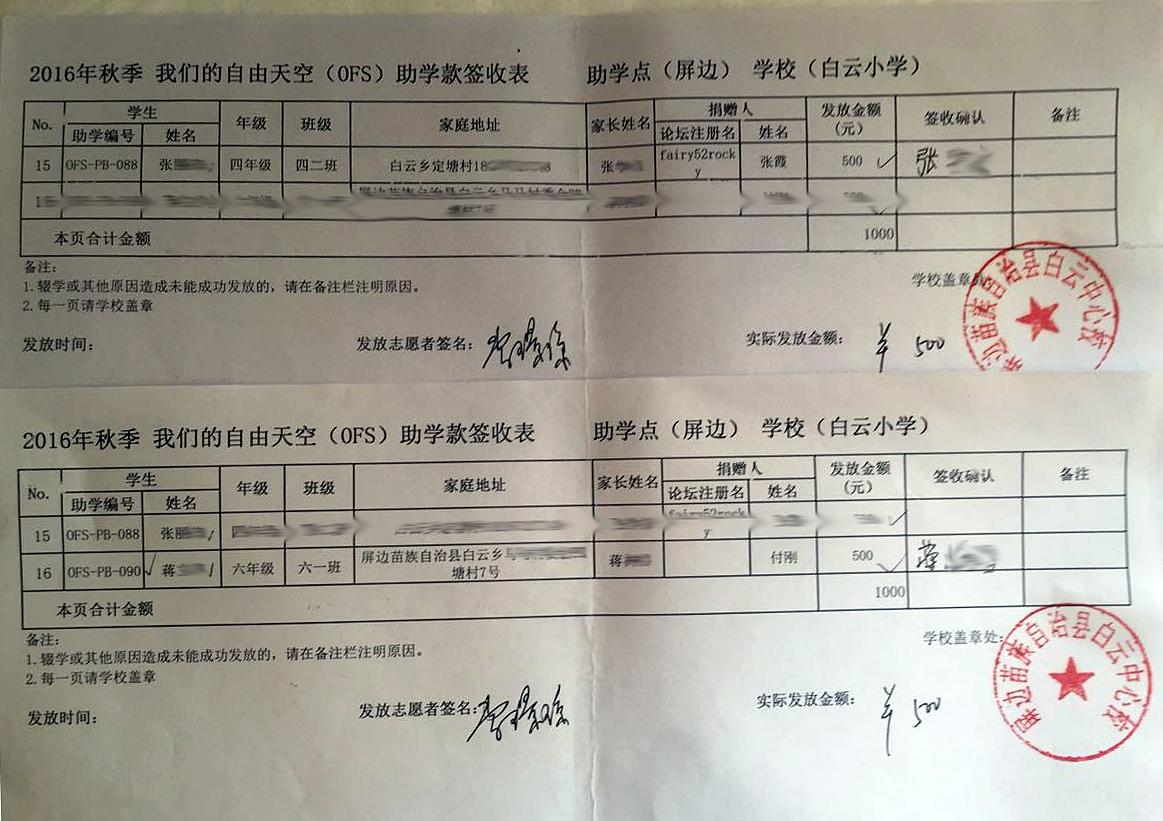 2016年秋季 我们的自由天空（OFS）助学款签收表 助学点（屏边） 学校（白云小学）
No. 学生 年级 班级 家庭地址 家长姓名 捐赠人 发放金额（元） 签收确认 备注
助学编号 姓名 论坛注册名 姓名
15 OFS-PB-088 张 四年级 四二班 白云乡定塘村18 张 fairy52rocky 张霞 500 ✓ 张
本页合计金额 1000
备注：
1.辍学或其他原因造成未能成功发放的，请在备注栏注明原因。
2.每一页请学校盖章
学校盖章处
屏边苗族自治县白云中心校
发放时间： 发放志愿者签名： 实际发放金额： ¥ 500
2016年秋季 我们的自由天空（OFS）助学款签收表 助学点（屏边） 学校（白云小学）
No. 学生 年级 班级 家庭地址 家长姓名 捐赠人 发放金额（元） 签收确认 备注
助学编号 姓名 论坛注册名 姓名
15 OFS-PB-088 张丽 fairy52rocky ✓
16 OFS-PB-090 ✓ 蒋 六年级 六一班 屏边苗族自治县白云乡马 蒋 付刚 500 ✓ 蒋
塘村7号
本页合计金额 1000
备注：
1.辍学或其他原因造成未能成功发放的，请在备注栏注明原因。
2.每一页请学校盖章
学校盖章处：
屏边苗族自治县白云中心校
发放时间： 发放志愿者签名： 实际发放金额： ¥ 500